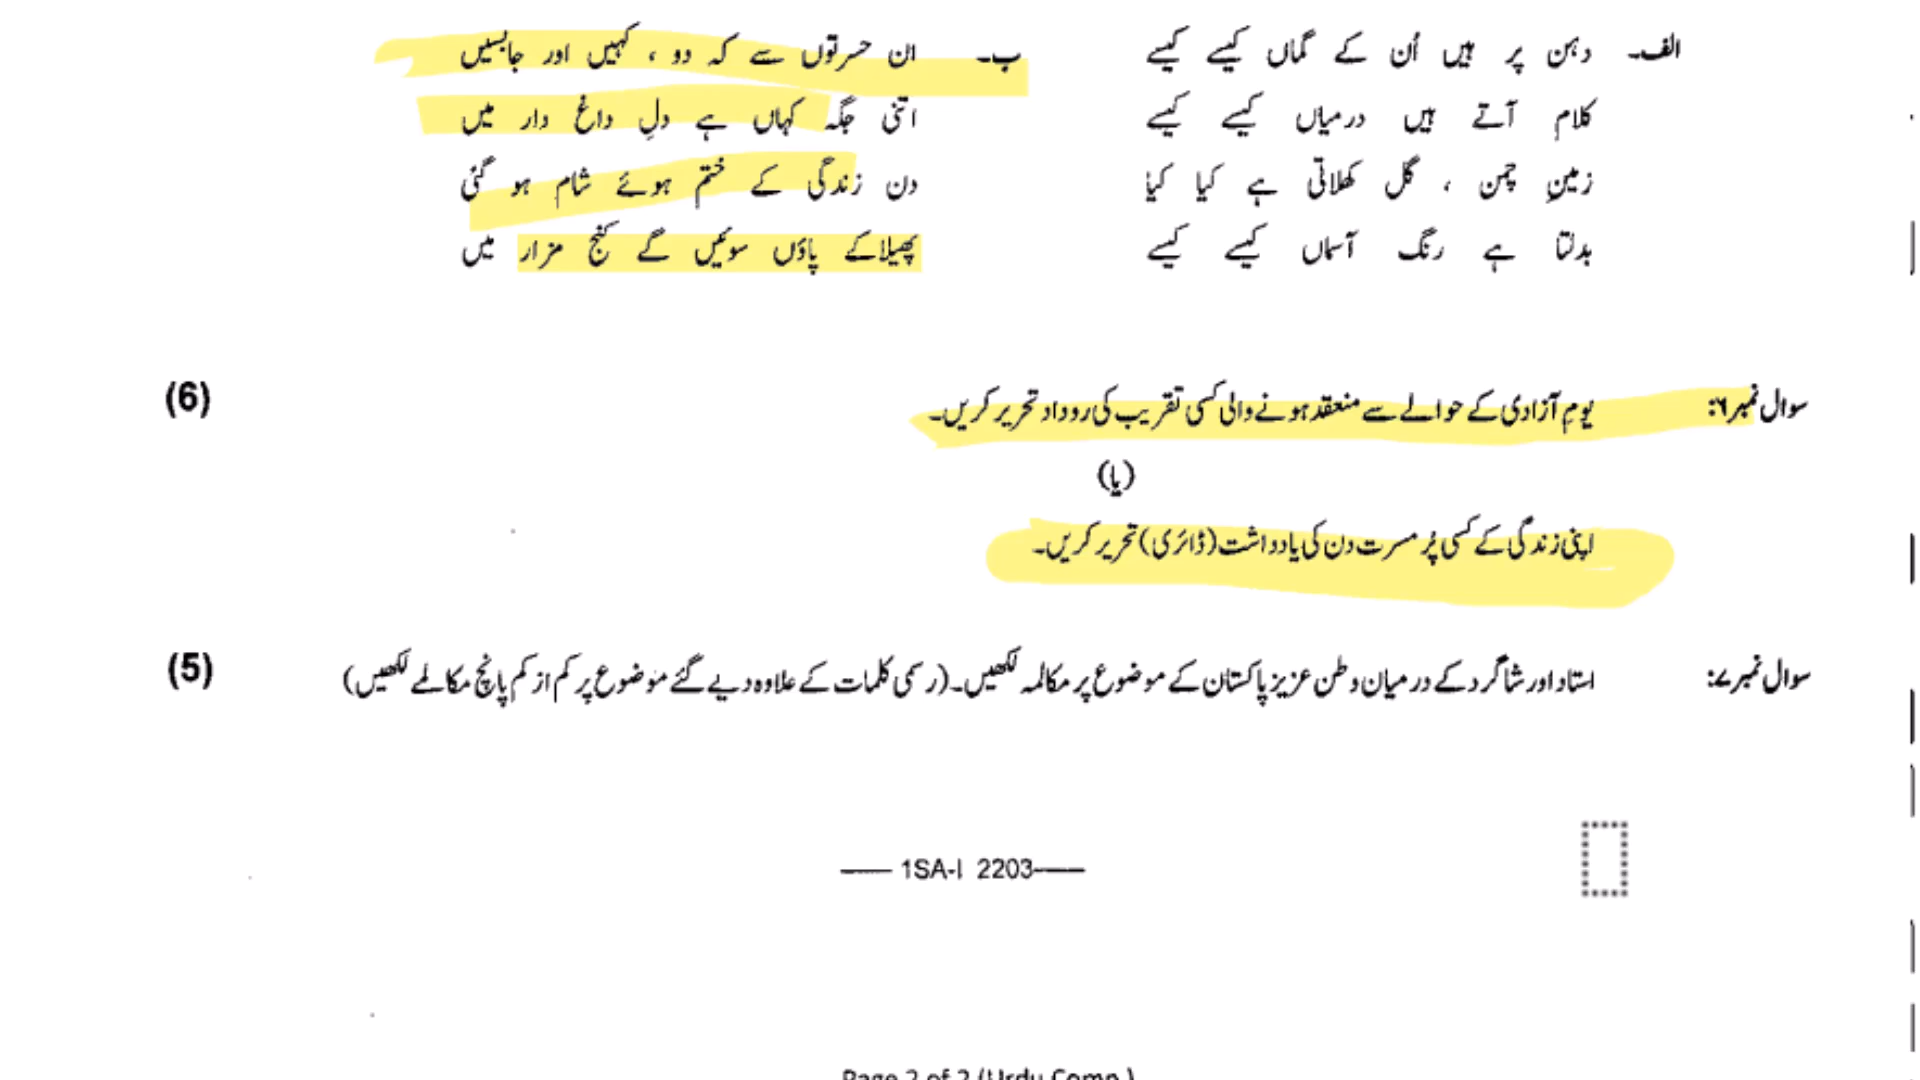 الف۔ دہن پر ہیں اُن کے گماں کیسے کیسے
کلام آتے ہیں درمیاں کیسے کیسے
زمینِ چمن ، گل کھلاتی ہے کیا کیا
بدلتا ہے رنگ آسماں کیسے کیسے
ب۔ ان حسرتوں سے کہ دو ، کہیں اور جابسیں
اتنی جگہ کہاں ہے دلِ داغ دار میں
دن زندگی کے ختم ہوئے شام ہو گئی
پھیلا کے پاؤں سوئیں گے کنج مزار میں
سوال نمبر۶: یومِ آزادی کے حوالے سے منعقد ہونے والی کسی تقریب کی روداد تحریر کریں۔ (6)
(یا)
اپنی زندگی کے کسی پُر مسرت دن کی یادداشت (ڈائری) تحریر کریں۔
سوال نمبر۷: استاد اور شاگرد کے درمیان وطن عزیز پاکستان کے موضوع پر مکالمہ لکھیں۔ (رسمی کلمات کے علاوہ دیے گئے موضوع پر کم از کم پانچ مکالمے لکھیں) (5)
—— 1SA-I 2203——
Page 2 of 2 (Urdu Comp.)